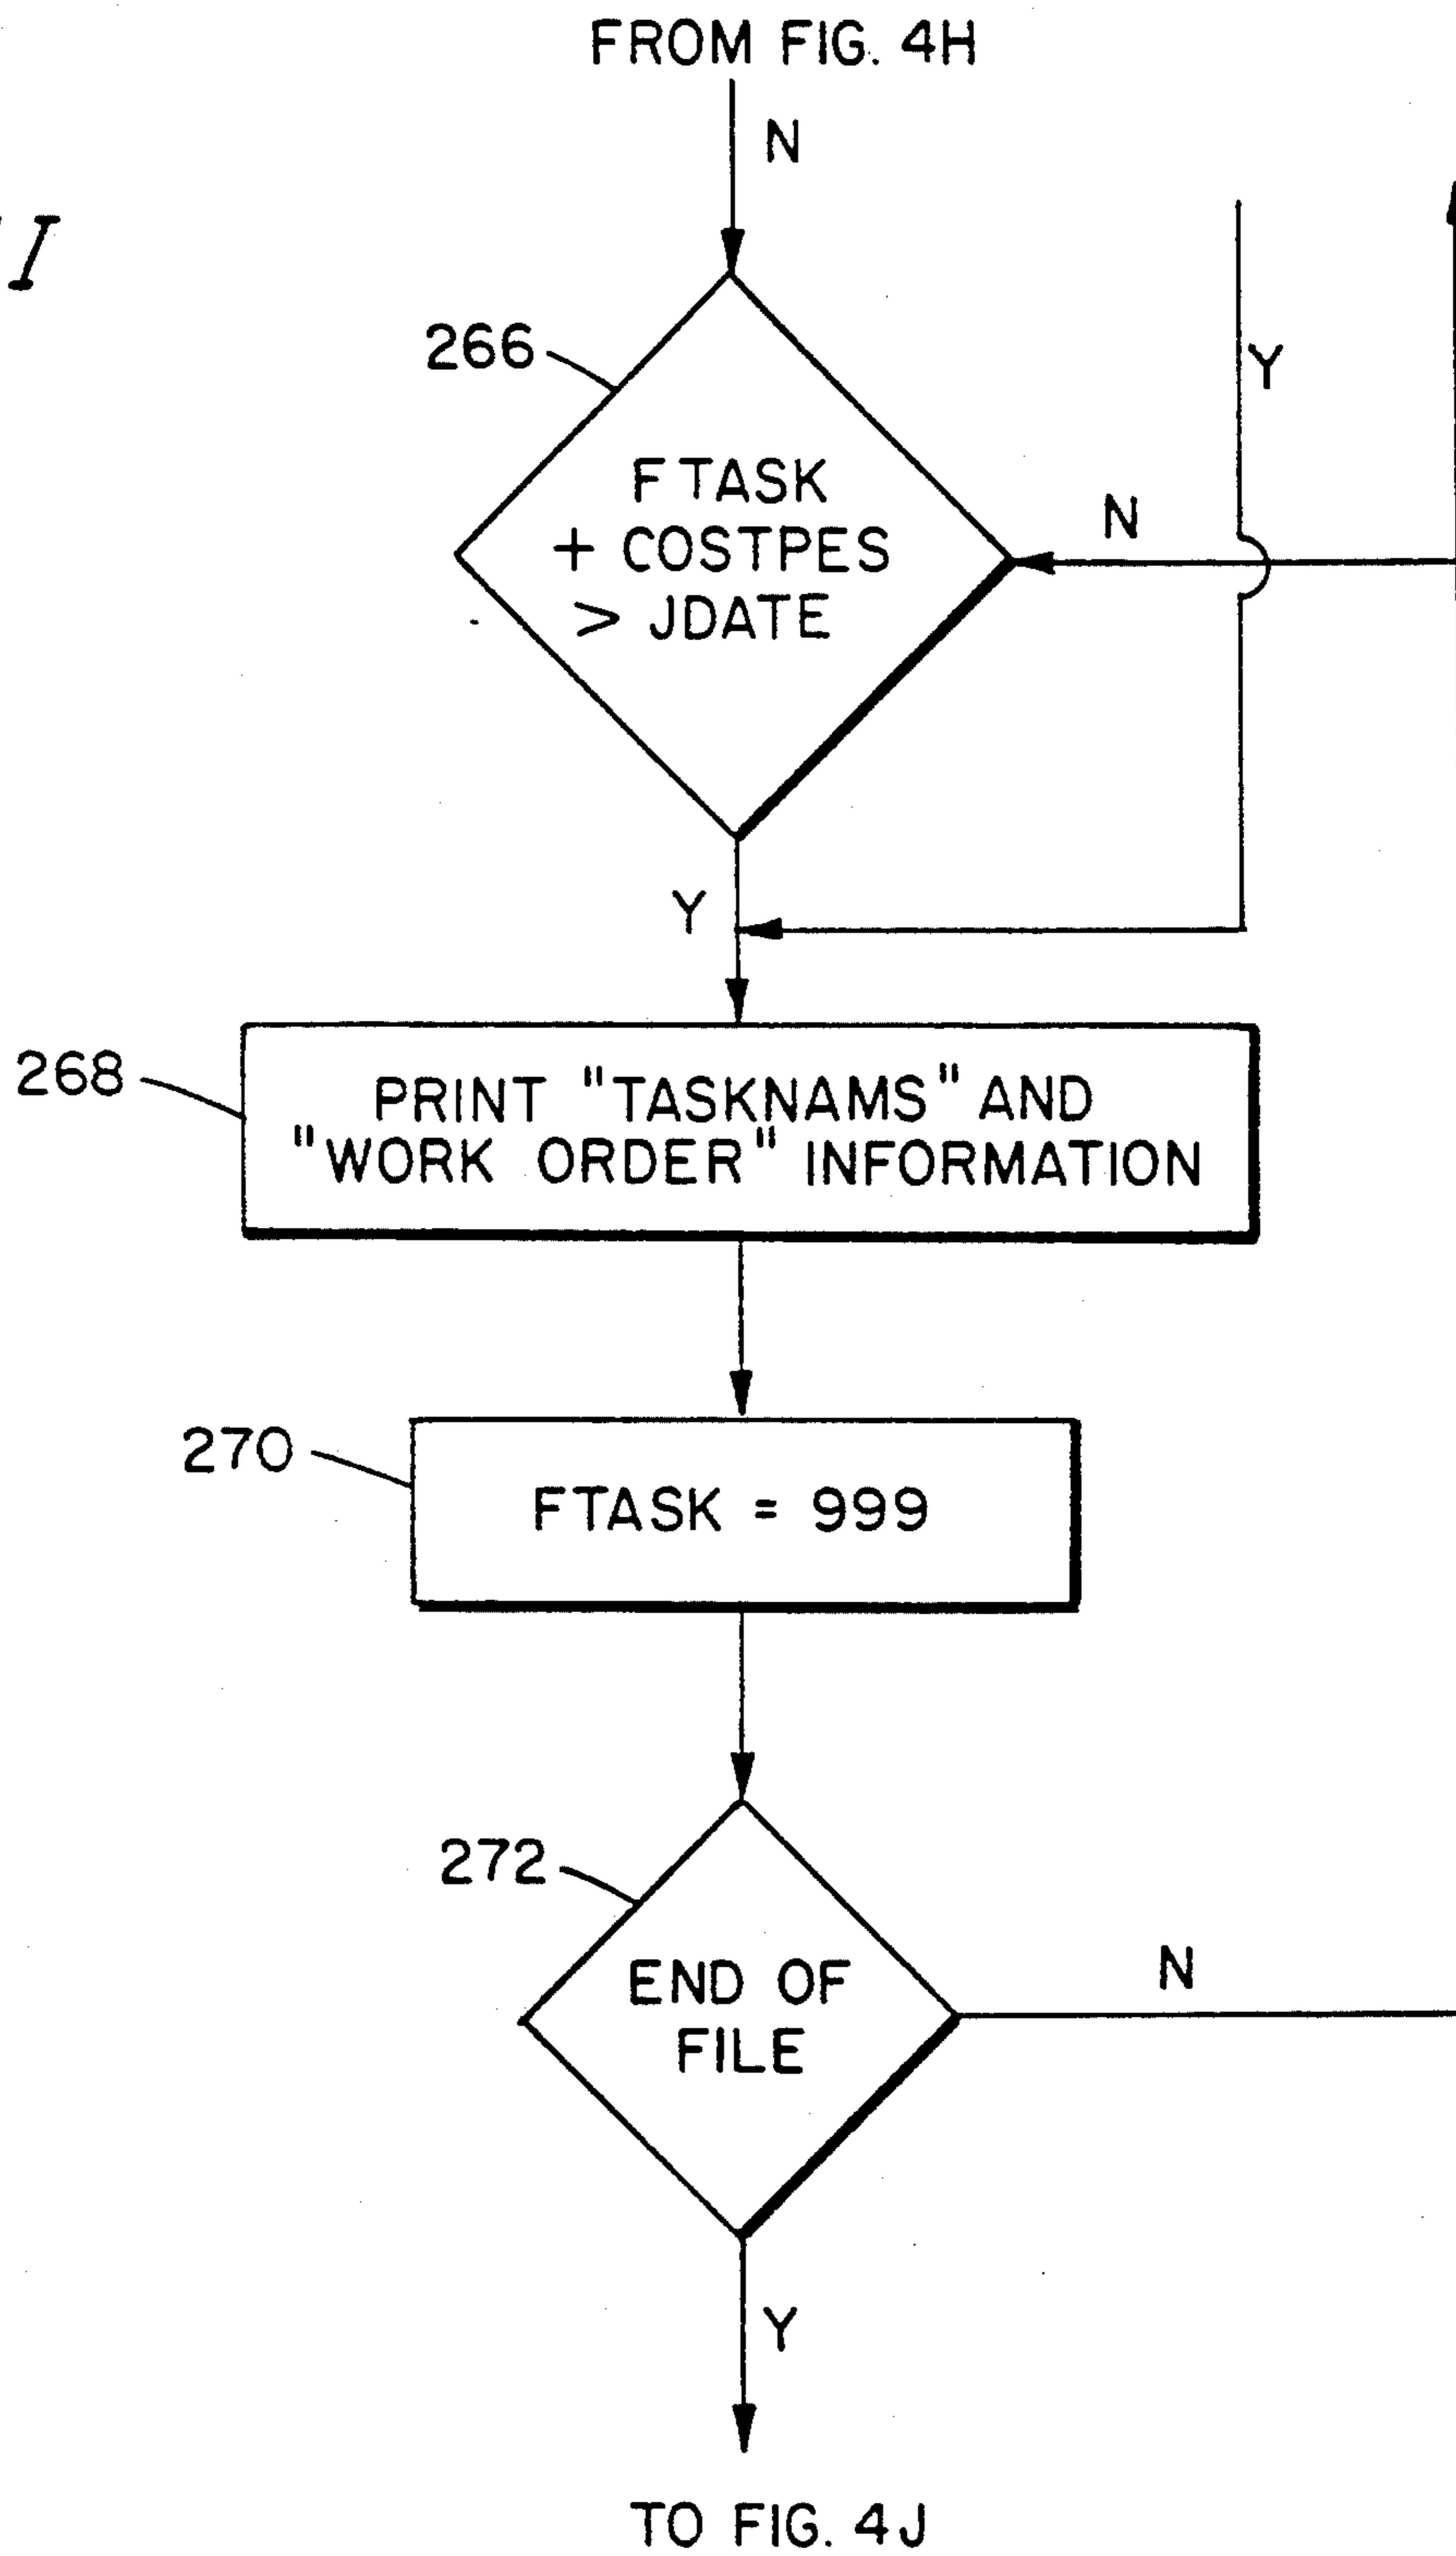 FROM FIG. 4H
N
I
266
Y
F TASK
+ COSTPES
> JDATE
N
Y
268
PRINT "TASKNAMS" AND
"WORK ORDER" INFORMATION
270
FTASK = 999
272
END OF
FILE
N
Y
TO FIG. 4J